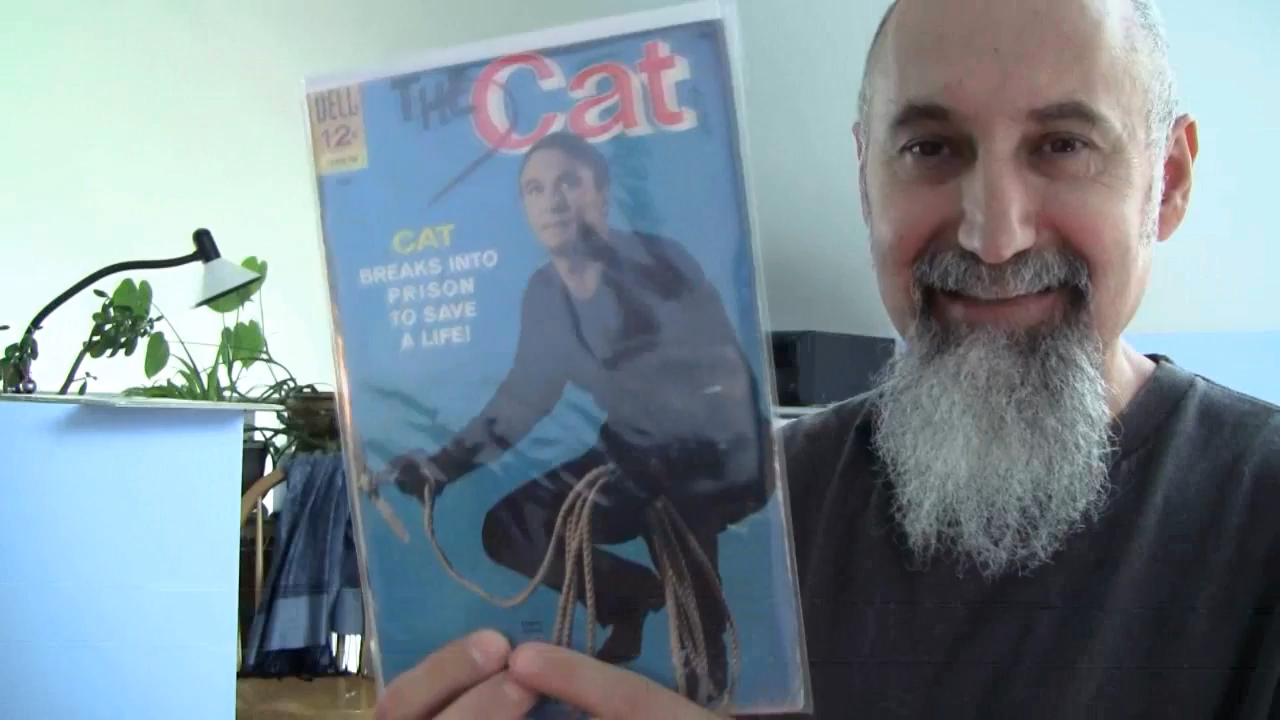 DELL
12¢
THE Cat
CAT
BREAKS INTO
PRISON
TO SAVE
A LIFE!